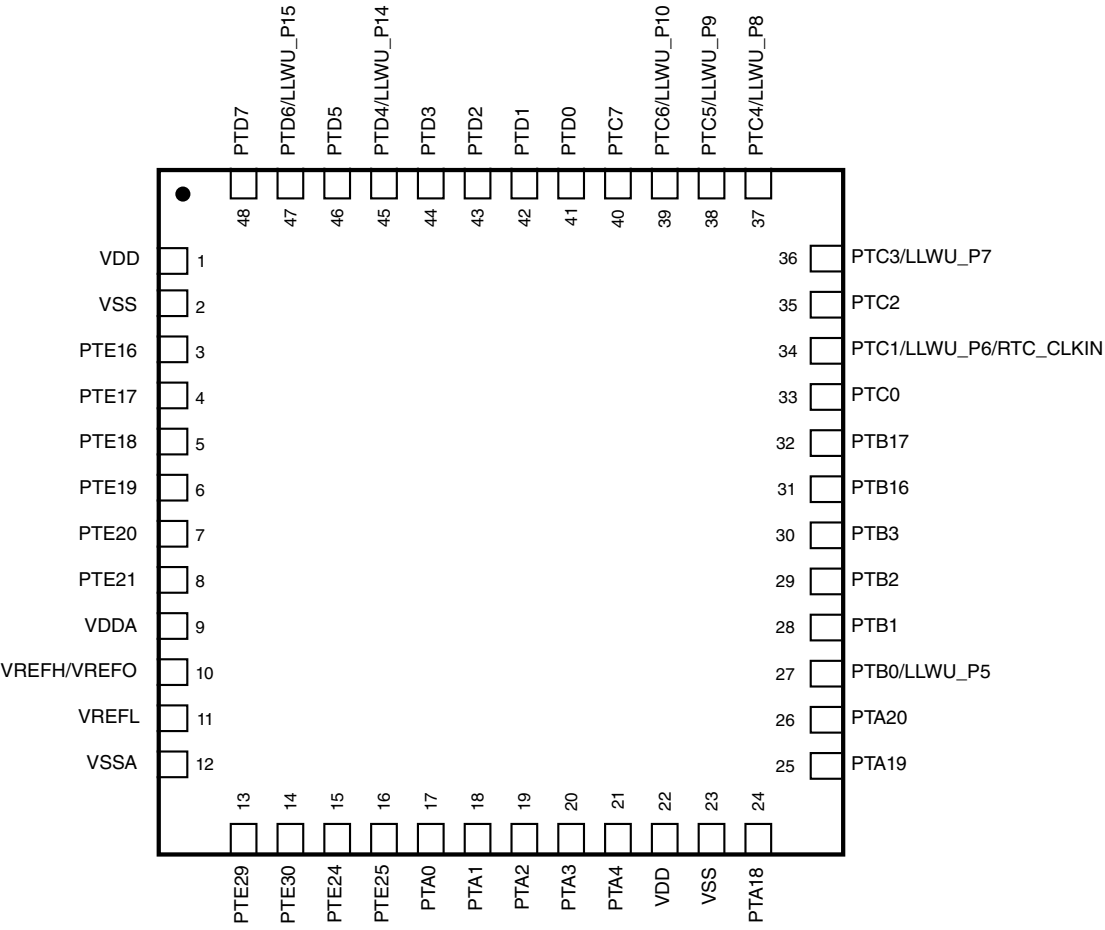 PTD7
PTD6/LLWU_P15
PTD5
PTD4/LLWU_P14
PTD3
PTD2
PTD1
PTD0
PTC7
PTC6/LLWU_P10
PTC5/LLWU_P9
PTC4/LLWU_P8
48
47
46
45
44
43
42
41
40
39
38
37
VDD 1
VSS 2
PTE16 3
PTE17 4
PTE18 5
PTE19 6
PTE20 7
PTE21 8
VDDA 9
VREFH/VREFO 10
VREFL 11
VSSA 12
36 PTC3/LLWU_P7
35 PTC2
34 PTC1/LLWU_P6/RTC_CLKIN
33 PTC0
32 PTB17
31 PTB16
30 PTB3
29 PTB2
28 PTB1
27 PTB0/LLWU_P5
26 PTA20
25 PTA19
13
14
15
16
17
18
19
20
21
22
23
24
PTE29
PTE30
PTE24
PTE25
PTA0
PTA1
PTA2
PTA3
PTA4
VDD
VSS
PTA18